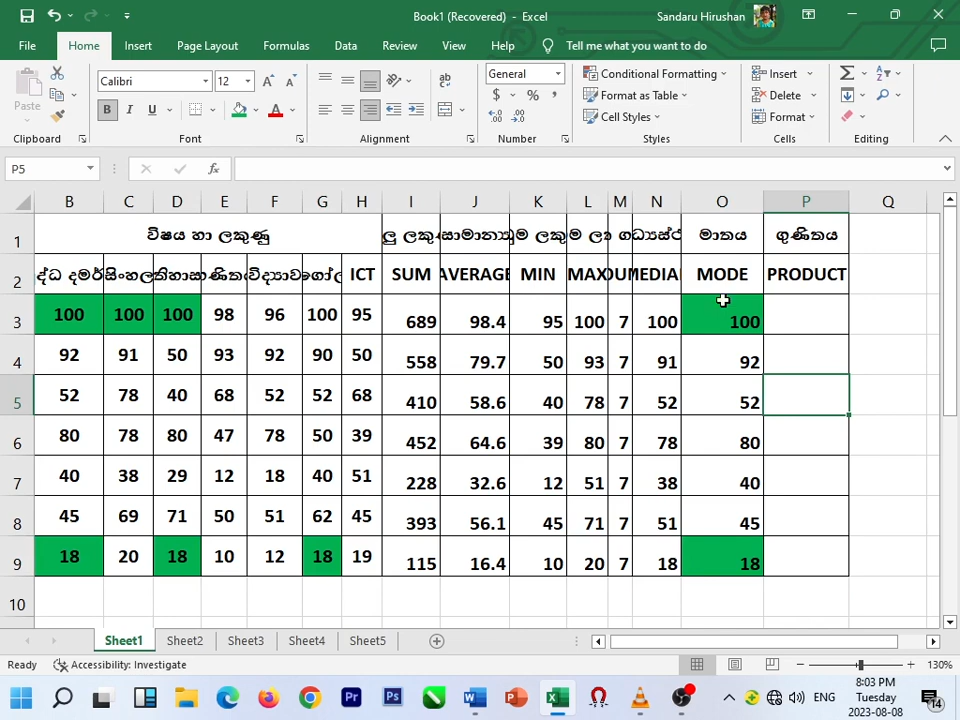 Book1 (Recovered) - Excel
Sandaru Hirushan
File Home Insert Page Layout Formulas Data Review View Help Tell me what you want to do
Calibri 12 General Conditional Formatting Insert
Paste B I U $ % , Format as Table Delete
Cell Styles Format
Clipboard Font Alignment Number Styles Cells Editing
P5 fx
B C D E F G H I J K L M N O P Q
1 විෂය හා ලකුණු මාතය ගුණිතය
2 ICT SUM AVERAGE MIN MAX MODE PRODUCT
3 100 100 100 98 96 100 95 689 98.4 95 100 7 100 100
4 92 91 50 93 92 90 50 558 79.7 50 93 7 91 92
5 52 78 40 68 52 52 68 410 58.6 40 78 7 52 52
6 80 78 80 47 78 50 39 452 64.6 39 80 7 78 80
7 40 38 29 12 18 40 51 228 32.6 12 51 7 38 40
8 45 69 71 50 51 62 45 393 56.1 45 71 7 51 45
9 18 20 18 10 12 18 19 115 16.4 10 20 7 18 18
10
Sheet1 Sheet2 Sheet3 Sheet4 Sheet5
Ready Accessibility: Investigate 130%
ENG 8:03 PM
Tuesday
2023-08-08
14